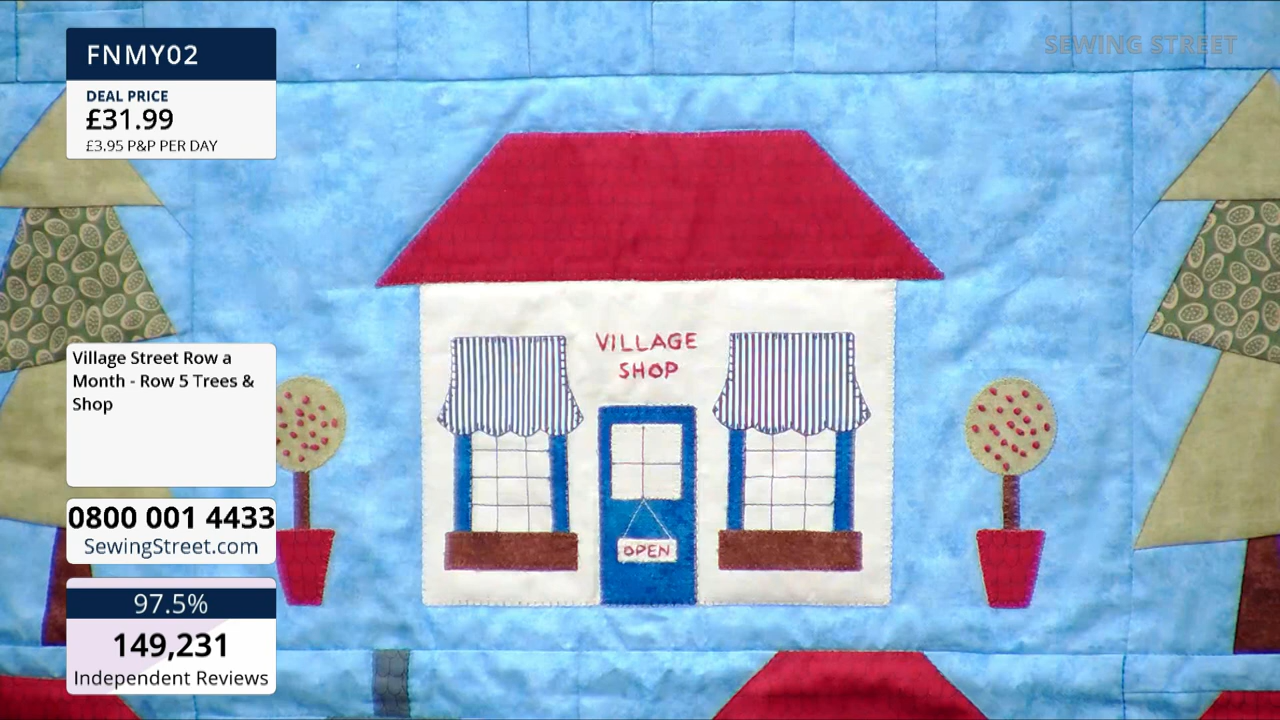 FNMY02
DEAL PRICE
£31.99
£3.95 P&P PER DAY
SEWING STREET
VILLAGE
SHOP
OPEN
Village Street Row a
Month - Row 5 Trees &
Shop
0800 001 4433
SewingStreet.com
97.5%
149,231
Independent Reviews